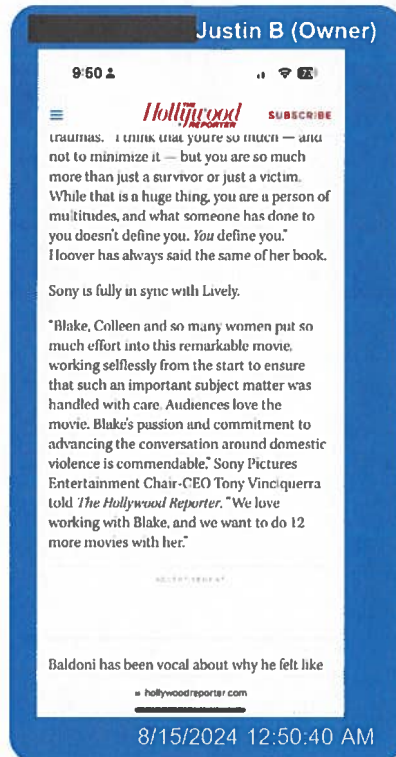 Justin B (Owner)
9:50
73
THE
Hollywood
REPORTER
SUBSCRIBE
traumas. "I think that you're so much — and
not to minimize it — but you are so much
more than just a survivor or just a victim.
While that is a huge thing, you are a person of
multitudes, and what someone has done to
you doesn't define you. You define you."
Hoover has always said the same of her book.
Sony is fully in sync with Lively.
"Blake, Colleen and so many women put so
much effort into this remarkable movie,
working selflessly from the start to ensure
that such an important subject matter was
handled with care. Audiences love the
movie. Blake's passion and commitment to
advancing the conversation around domestic
violence is commendable," Sony Pictures
Entertainment Chair-CEO Tony Vinciquerra
told The Hollywood Reporter. "We love
working with Blake, and we want to do 12
more movies with her."
ADVERTISEMENT
Baldoni has been vocal about why he felt like
hollywoodreporter.com
8/15/2024 12:50:40 AM